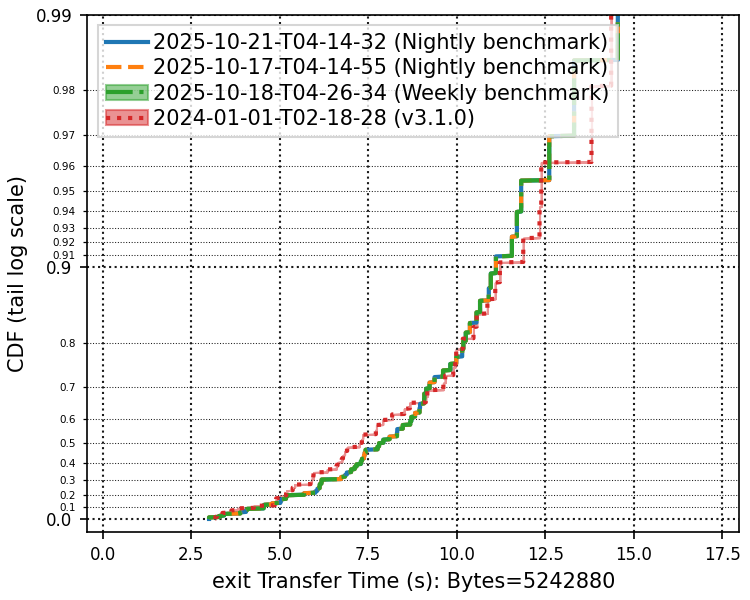 0.99
2025-10-21-T04-14-32 (Nightly benchmark)
2025-10-17-T04-14-55 (Nightly benchmark)
2025-10-18-T04-26-34 (Weekly benchmark)
2024-01-01-T02-18-28 (v3.1.0)
0.98
0.97
0.96
0.95
0.94
0.93
0.92
0.91
0.9
0.8
0.7
0.6
0.5
0.4
0.3
0.2
0.1
0.0
CDF (tail log scale)
0.0 2.5 5.0 7.5 10.0 12.5 15.0 17.5
exit Transfer Time (s): Bytes=5242880